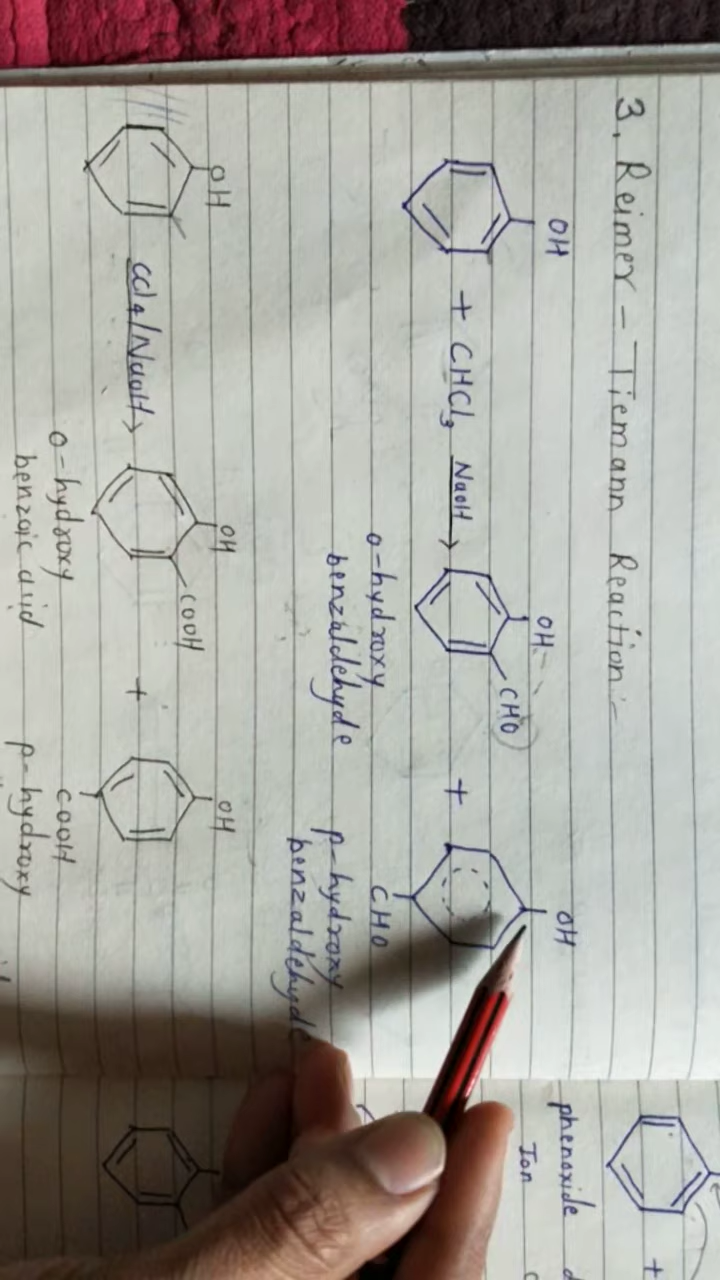 3. Reimer - Tiemann Reaction :-
OH
OH
OH
+ CHCl3 NaOH → CHO +
CHO
o-hydroxy
benzaldehyde
p-hydroxy
benzaldehyde
OH
OH
OH
CCl4/NaOH → COOH +
COOH
o-hydroxy
benzoic acid
p-hydroxy
phenoxide
Ion
+